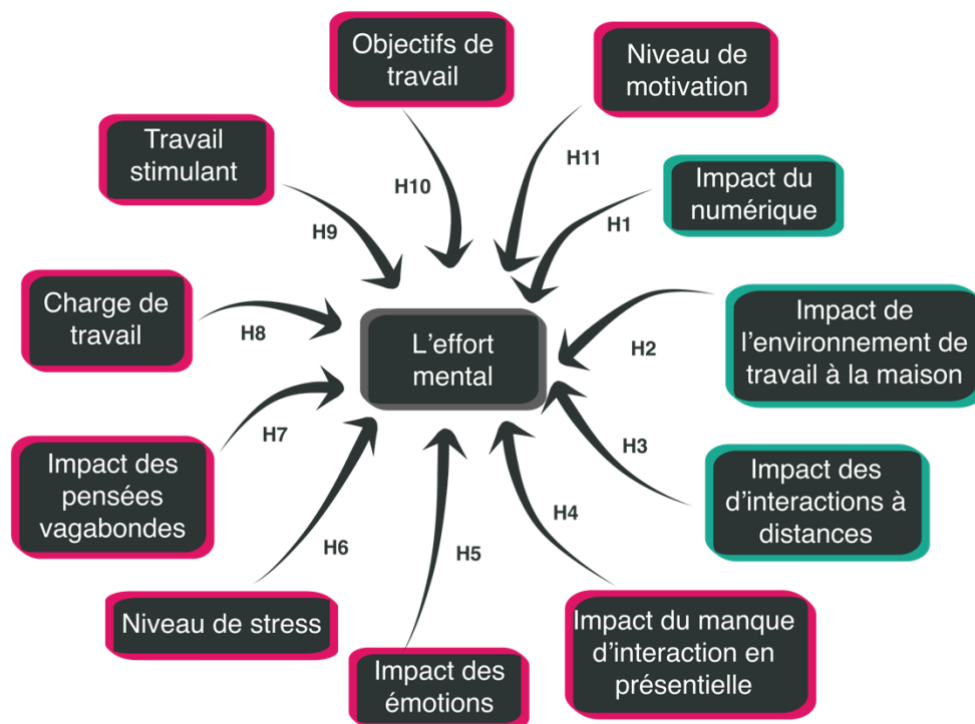 Objectifs de
travail
Niveau de
motivation
Travail
stimulant
H10
H11
Impact du
numérique
H9
H1
Charge de
travail
H8
L'effort
mental
H2
Impact de
l'environnement de
travail à la maison
H7
H3
Impact des
pensées
vagabondes
Impact des
d'interactions à
distances
H6
H5
H4
Niveau de stress
Impact des
émotions
Impact du manque
d'interaction en
présentielle